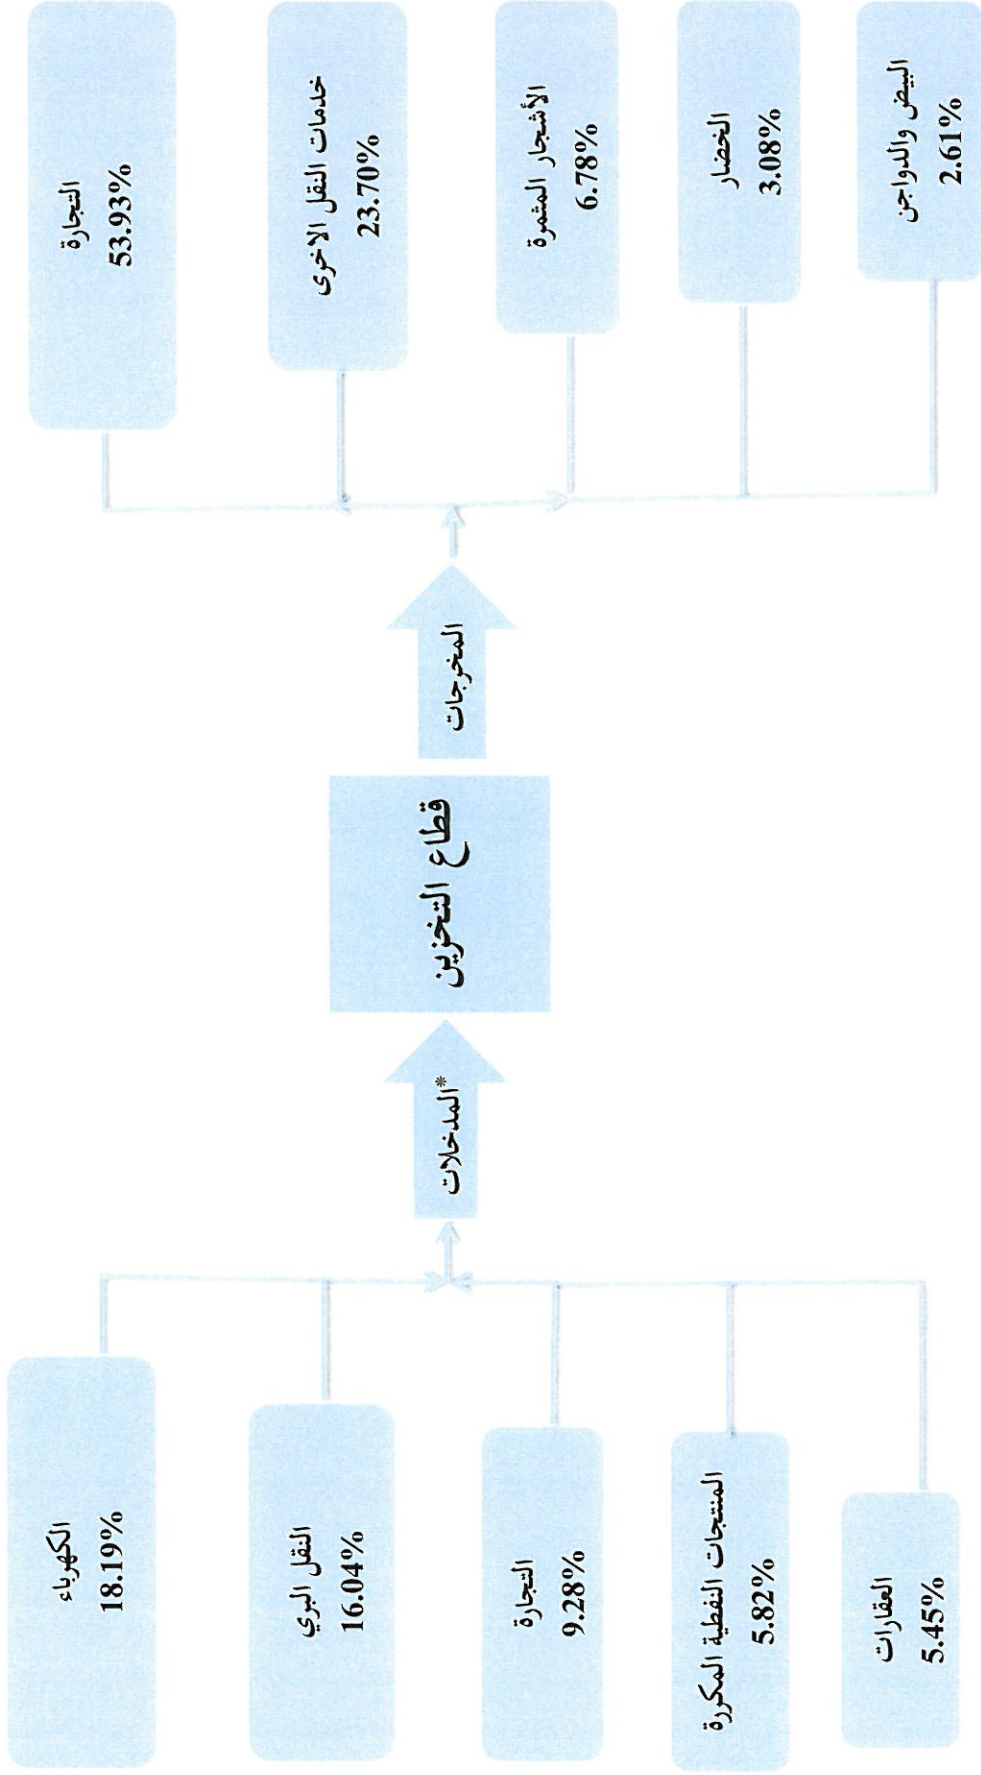 الكهرباء
18.19%
النقل البري
16.04%
التجارة
9.28%
المنتجات النفطية المكررة
5.82%
العقارات
5.45%
المدخلات*
قطاع التخزين
المخرجات
التجارة
53.93%
خدمات النقل الاخرى
23.70%
الأشجار المثمرة
6.78%
الخضار
3.08%
البيض والدواجن
2.61%